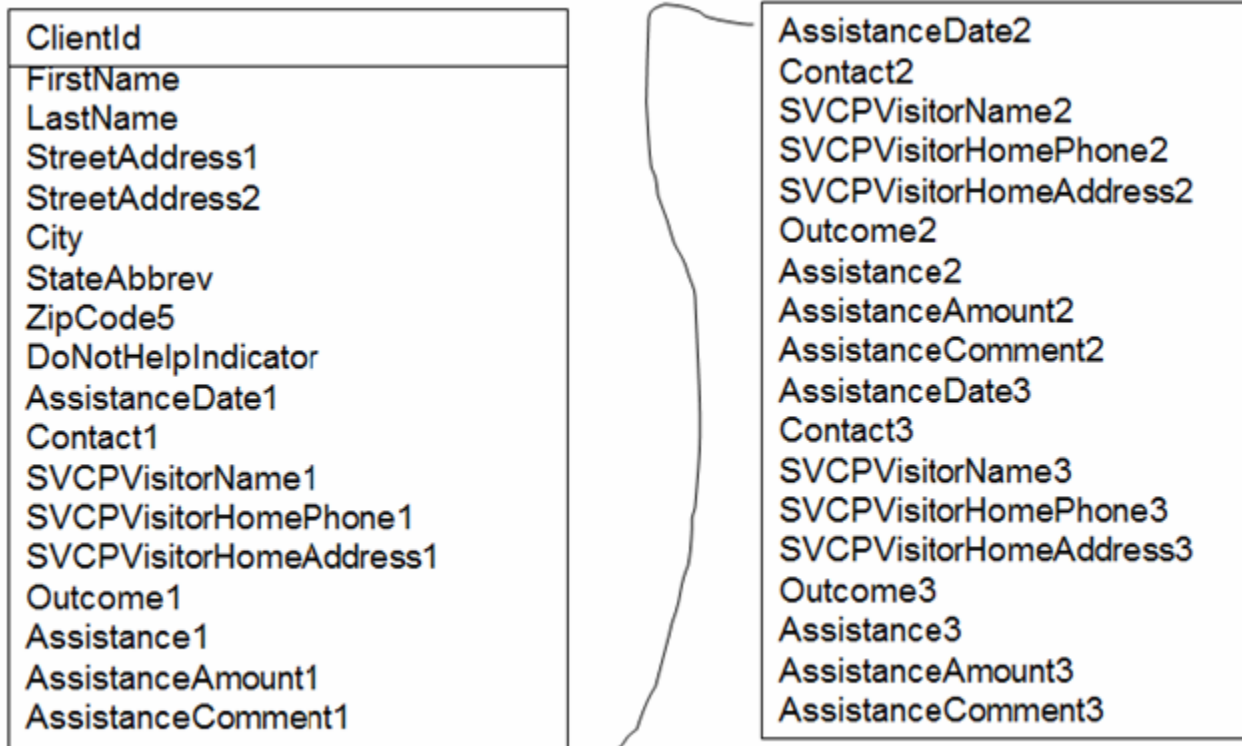 ClientId
FirstName
LastName
StreetAddress1
StreetAddress2
City
StateAbbrev
ZipCode5
DoNotHelpIndicator
AssistanceDate1
Contact1
SVCPVisitorName1
SVCPVisitorHomePhone1
SVCPVisitorHomeAddress1
Outcome1
Assistance1
AssistanceAmount1
AssistanceComment1
AssistanceDate2
Contact2
SVCPVisitorName2
SVCPVisitorHomePhone2
SVCPVisitorHomeAddress2
Outcome2
Assistance2
AssistanceAmount2
AssistanceComment2
AssistanceDate3
Contact3
SVCPVisitorName3
SVCPVisitorHomePhone3
SVCPVisitorHomeAddress3
Outcome3
Assistance3
AssistanceAmount3
AssistanceComment3